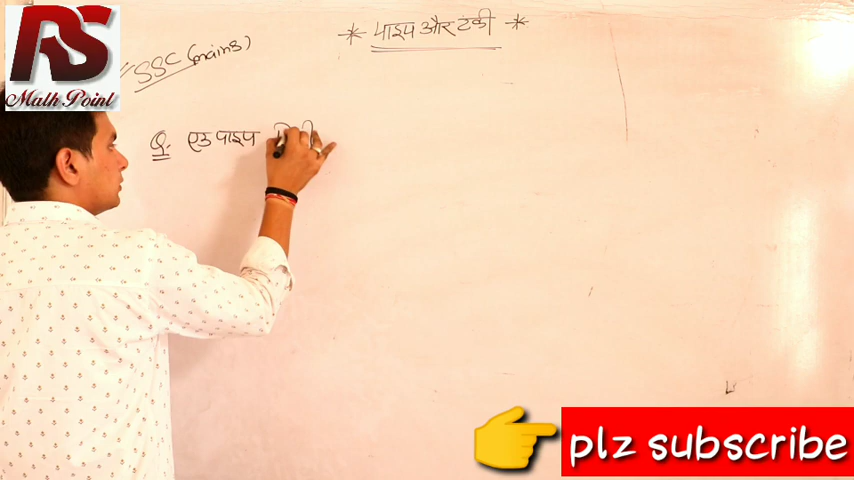 RS
Math Point
SSC (mains)
* पाइप और टंकी *
Q. एक पाइप
plz subscribe